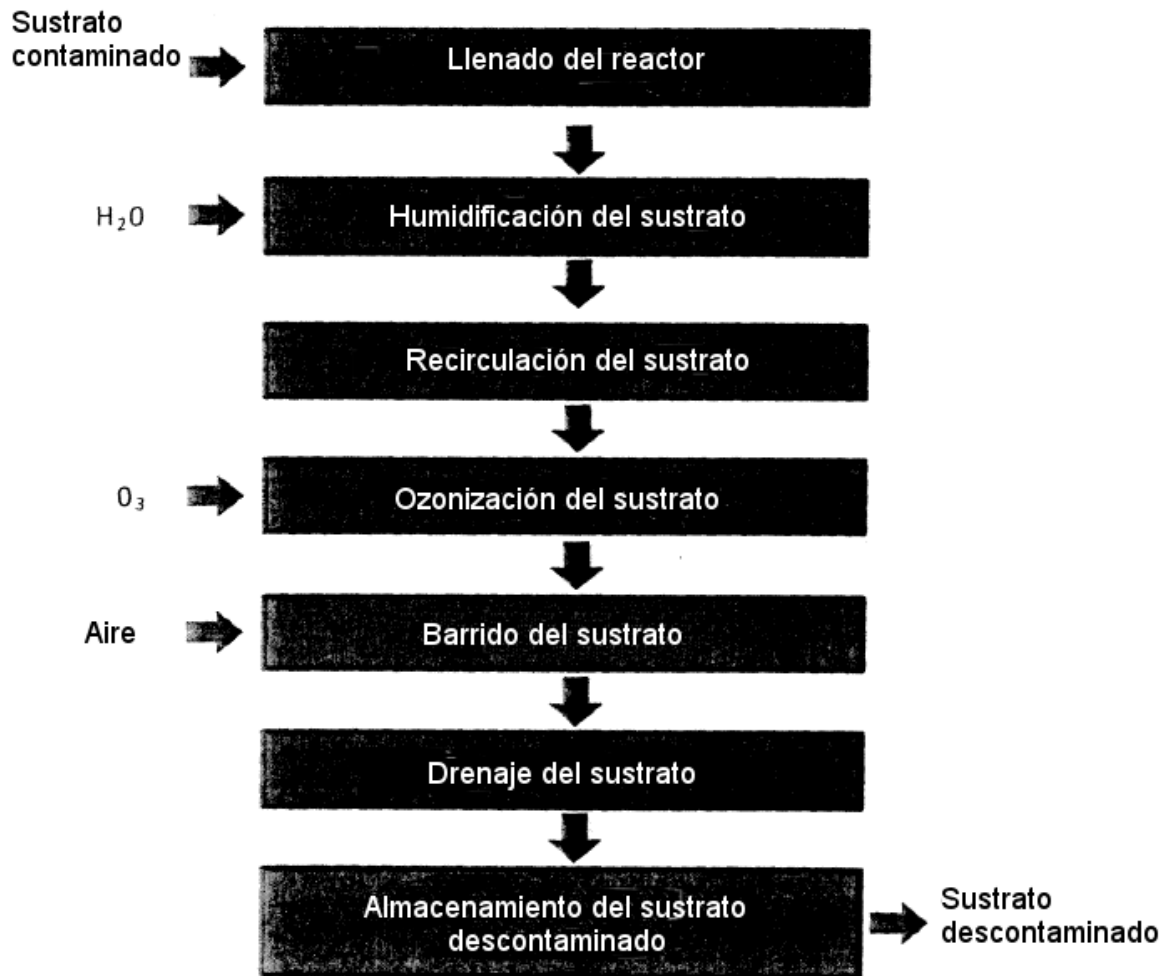 Sustrato
contaminado
Llenado del reactor
H₂O
Humidificación del sustrato
Recirculación del sustrato
O₃
Ozonización del sustrato
Aire
Barrido del sustrato
Drenaje del sustrato
Almacenamiento del sustrato
descontaminado
Sustrato
descontaminado